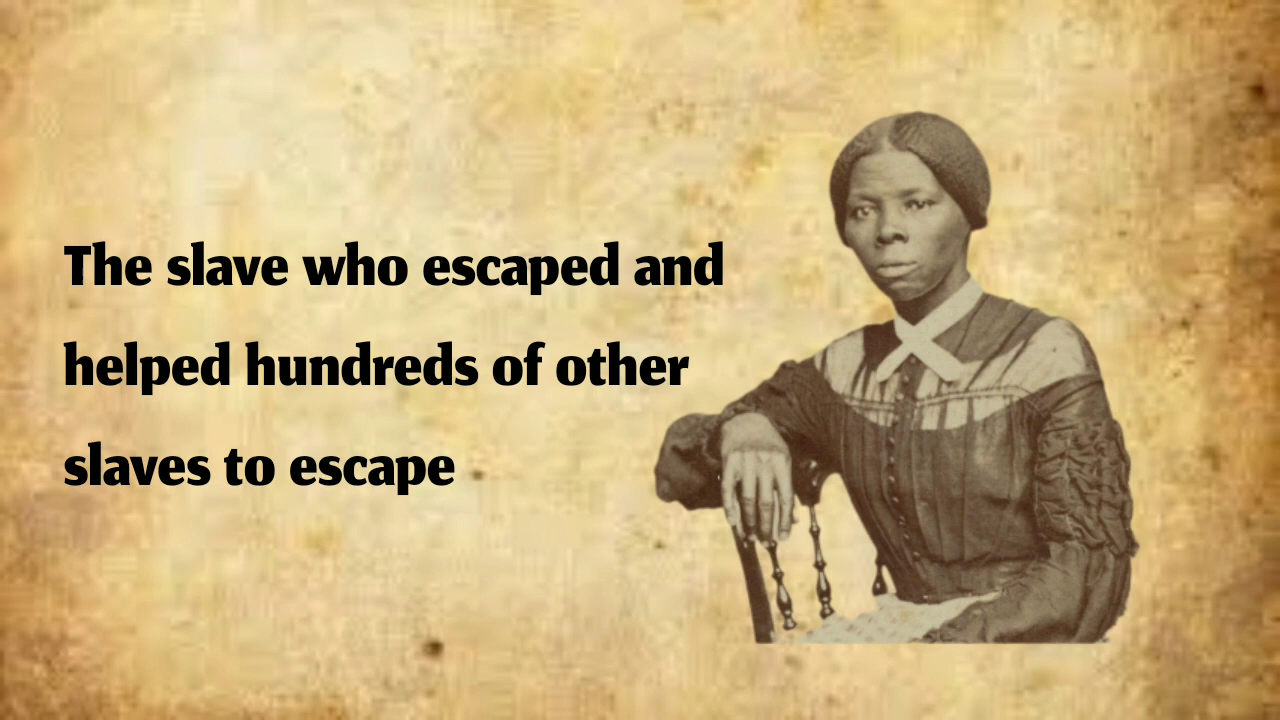 The slave who escaped and
helped hundreds of other
slaves to escape